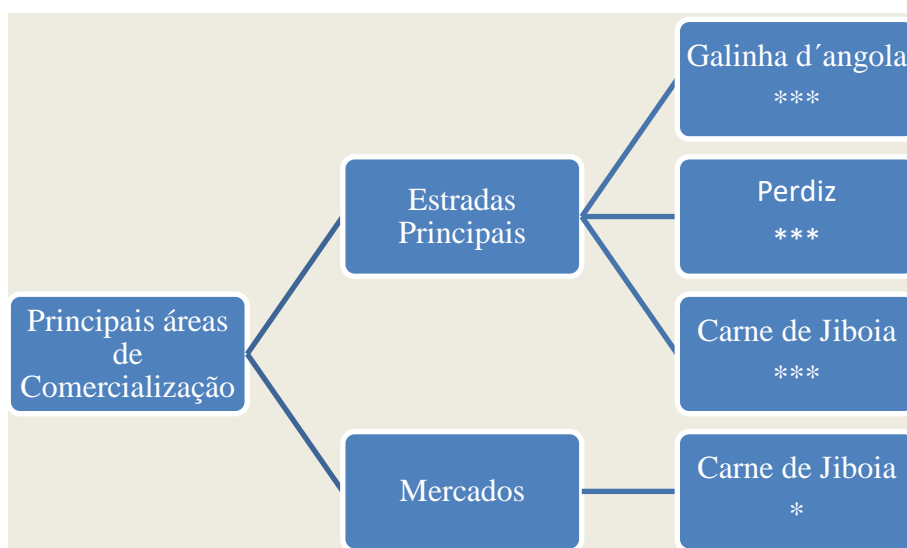 Principais áreas
de
Comercialização
Estradas
Principais
Galinha d´angola
***
Perdiz
***
Carne de Jiboia
***
Mercados
Carne de Jiboia
*